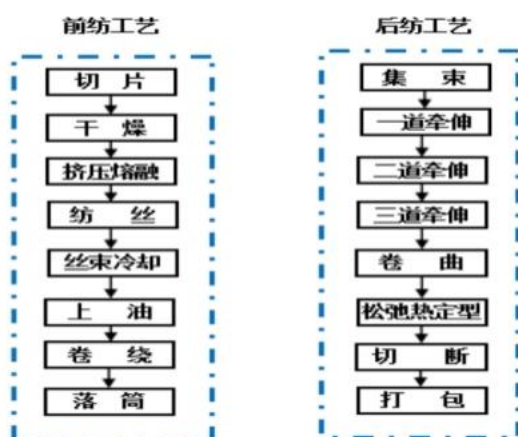 前纺工艺
切 片
干 燥
挤压熔融
纺 丝
丝束冷却
上 油
卷 绕
落 筒
后纺工艺
集 束
一道牵伸
二道牵伸
三道牵伸
卷 曲
松弛热定型
切 断
打 包